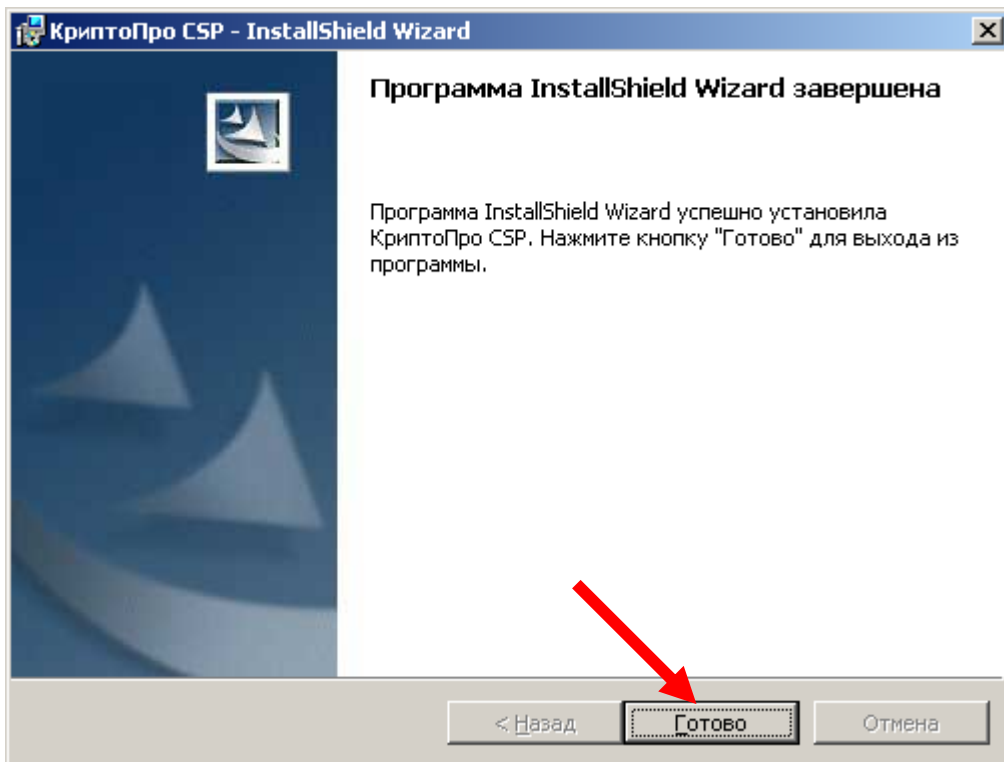 КриптоПро CSP - InstallShield Wizard
Программа InstallShield Wizard завершена
Программа InstallShield Wizard успешно установила
КриптоПро CSP. Нажмите кнопку "Готово" для выхода из
программы.
< Назад
Готово
Отмена